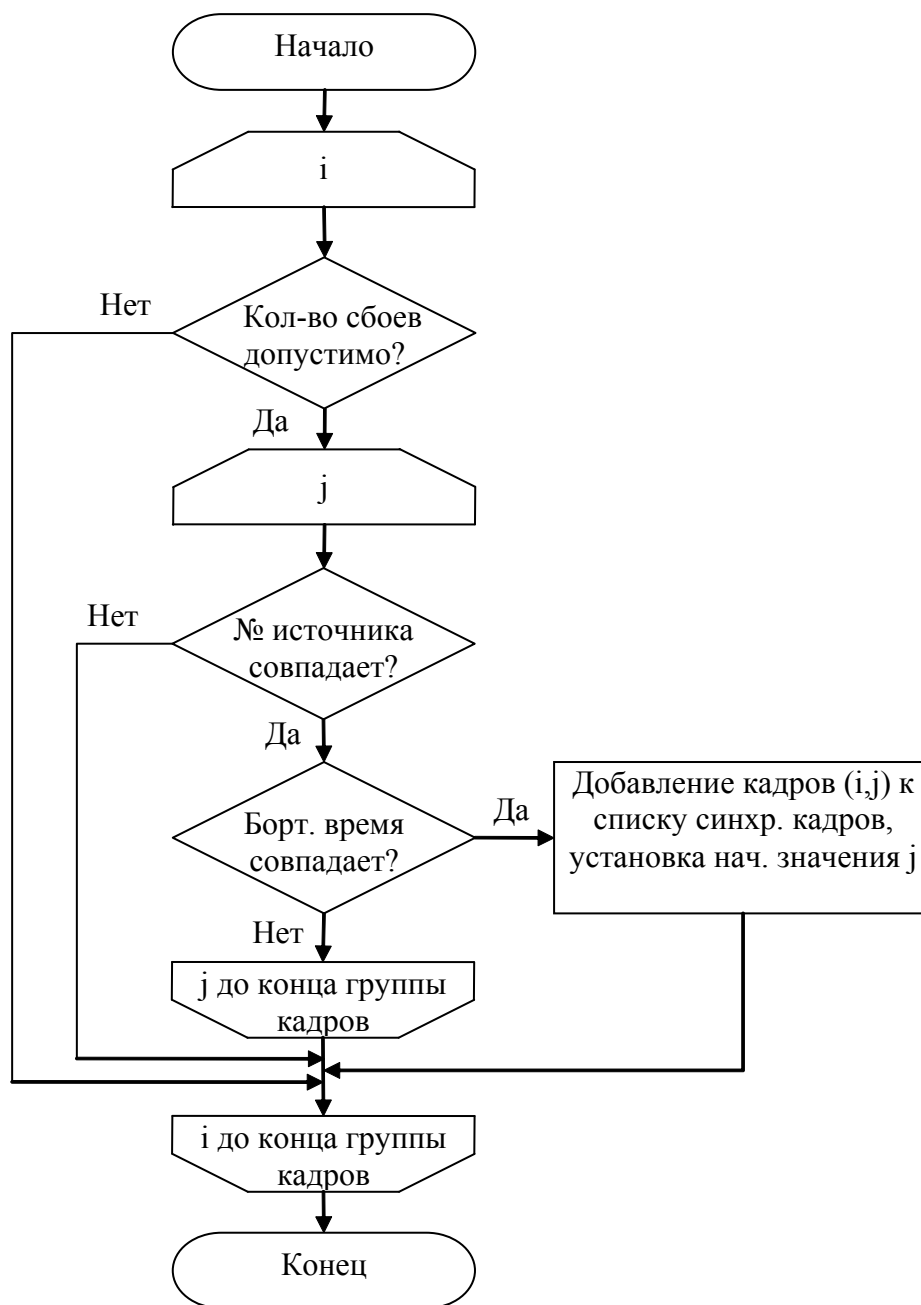 Начало
i
Нет
Кол-во сбоев
допустимо?
Да
j
Нет
№ источника
совпадает?
Да
Борт. время
совпадает?
Да
Добавление кадров (i,j) к
списку синхр. кадров,
установка нач. значения j
Нет
j до конца группы
кадров
i до конца группы
кадров
Конец